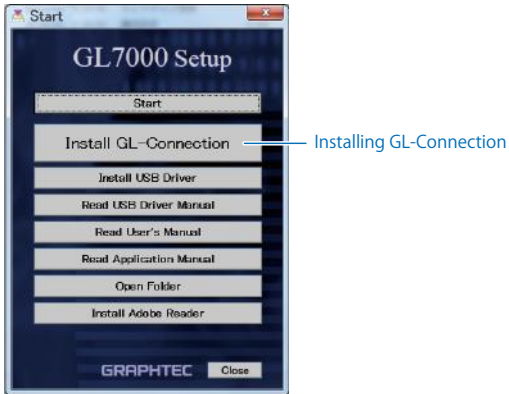 Start
GL7000 Setup
Start
Install GL-Connection
Installing GL-Connection
Install USB Driver
Read USB Driver Manual
Read User's Manual
Read Application Manual
Open Folder
Install Adobe Reader
GRAPHTEC
Close